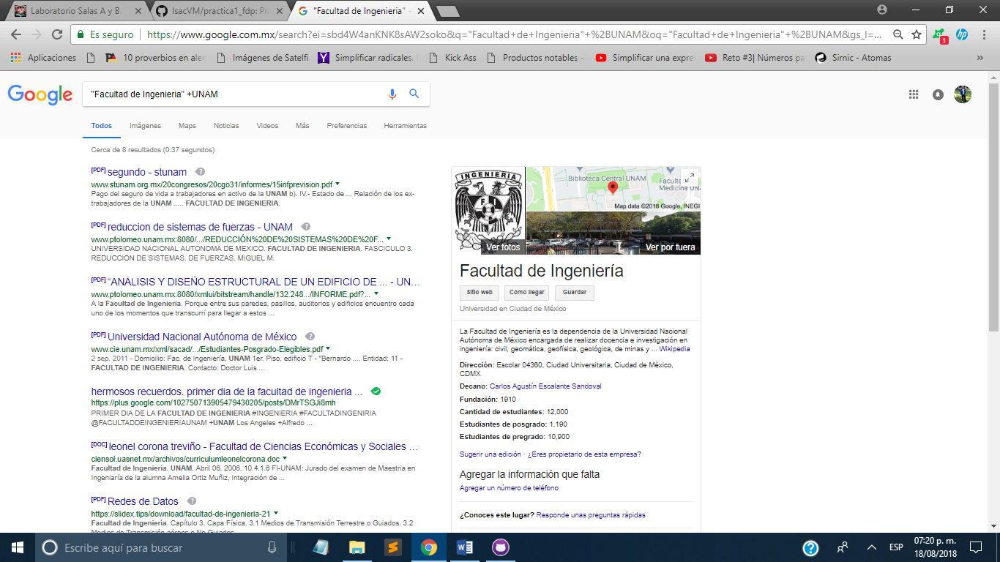 Laboratorio Salas A y B
IsacVM/practica1_fdp: Pr
"Facultad de Ingenieria" -
Es seguro
https://www.google.com.mx/search?ei=sbd4W4anKNK8sAW2soko&q="Facultad+de+Ingenieria"+%2BUNAM&oq="Facultad+de+Ingenieria"+%2BUNAM&gs_l=...
1
Aplicaciones
10 proverbios en alem
Imágenes de Satelfi
Simplificar radicales.
Kick Ass
Productos notables -
Simplificar una expre
Reto #3| Números pa
Sirnic - Atomas
»
Google
"Facultad de Ingenieria" +UNAM
Todos
Imágenes
Maps
Noticias
Videos
Más
Preferencias
Herramientas
Cerca de 8 resultados (0.37 segundos)
[PDF] segundo - stunam
www.stunam.org.mx/20congresos/20cgo31/informes/15infprevision.pdf
Pago del seguro de vida a trabajadores en activo de la UNAM b). IV.- Estado de ... Relación de los ex-
trabajadores de la UNAM ..... FACULTAD DE INGENIERIA.
[PDF] reduccion de sistemas de fuerzas - UNAM
www.ptolomeo.unam.mx:8080/.../REDUCCIÓN%20DE%20SISTEMAS%20DE%20F...
UNIVERSIDAD NACIONAL AUTONOMA DE MEXICO. FACULTAD DE INGENIERIA. FASCICULO 3.
REDUCCION DE SISTEMAS. DE FUERZAS. MIGUEL M.
[PDF] “ANÁLISIS Y DISEÑO ESTRUCTURAL DE UN EDIFICIO DE ... - UN...
www.ptolomeo.unam.mx:8080/xmlui/bitstream/handle/132.248.../INFORME.pdf?...
A la Facultad de Ingenieria. Porque entre sus paredes, pasillos, auditorios y edificios encuentro cada
uno de los momentos que transcurrí para llegar a estos ...
[PDF] Universidad Nacional Autónoma de México
www.cie.unam.mx/xml/sacad/.../Estudiantes-Posgrado-Elegibles.pdf
2 sep. 2011 - Domicilio: Fac. de Ingeniería, UNAM 1er. Piso, edificio T - "Bernardo .... Entidad: 11 -
FACULTAD DE INGENIERIA. Contacto: Doctor Luis ...
hermosos recuerdos. primer dia de la facultad de ingenieria ...
https://plus.google.com/102750713905479430205/posts/DMrTSGJi8mh
PRIMER DIA DE LA FACULTAD DE INGENIERIA #INGENIERIA #FACULTADINGENIRIA
@FACULTADDEINGENIERIAUNAM +UNAM Los Angeles +Alfredo ...
[DOC] leonel corona treviño - Facultad de Ciencias Económicas y Sociales ...
ciensol.uasnet.mx/archivos/curriculumleonelcorona.doc
Facultad de Ingenieria, UNAM. Abril 06, 2006. 10.4.1.6 FI-UNAM: Jurado del examen de Maestria en
Ingeniaría de la alumna Amelia Ortiz Muñiz, Integración de ...
[PDF] Redes de Datos
https://slidex.tips/download/facultad-de-ingenieria-21
Facultad de Ingenieria. Capítulo 3. Capa Física. 3.1 Medios de Transmisión Terrestre o Guiados. 3.2
Medios de Transmisión aéreos o No Guiados
INGENIERIA
Ver fotos
Biblioteca Central UNAM
Faculta
Medicina UNA
Map data ©2018 Google, INEGI
Ver por fuera
Facultad de Ingeniería
Sitio web
Cómo llegar
Guardar
Universidad en Ciudad de México
La Facultad de Ingeniería es la dependencia de la Universidad Nacional
Autónoma de México encargada de realizar docencia e investigación en
ingeniería: civil, geomática, geofísica, geológica, de minas y ... Wikipedia
Dirección: Escolar 04360, Ciudad Universitaria, Ciudad de México,
CDMX
Decano: Carlos Agustín Escalante Sandoval
Fundación: 1910
Cantidad de estudiantes: 12,000
Estudiantes de posgrado: 1,190
Estudiantes de pregrado: 10,900
Sugerir una edición · ¿Eres propietario de esta empresa?
Agregar la información que falta
Agregar un número de teléfono
¿Conoces este lugar? Responde unas preguntas rápidas
Escribe aquí para buscar
ESP
07:20 p. m.
18/08/2018